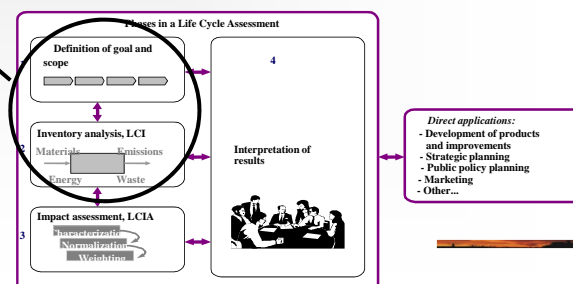 Phases in a Life Cycle Assessment
1
Definition of goal and
scope
4
2
Inventory analysis, LCI
Materials Emissions
Energy Waste
Interpretation of
results
3
Impact assessment, LCIA
Characterization
Normalization
Weighting
Direct applications:
- Development of products
and improvements
- Strategic planning
- Public policy planning
- Marketing
- Other...